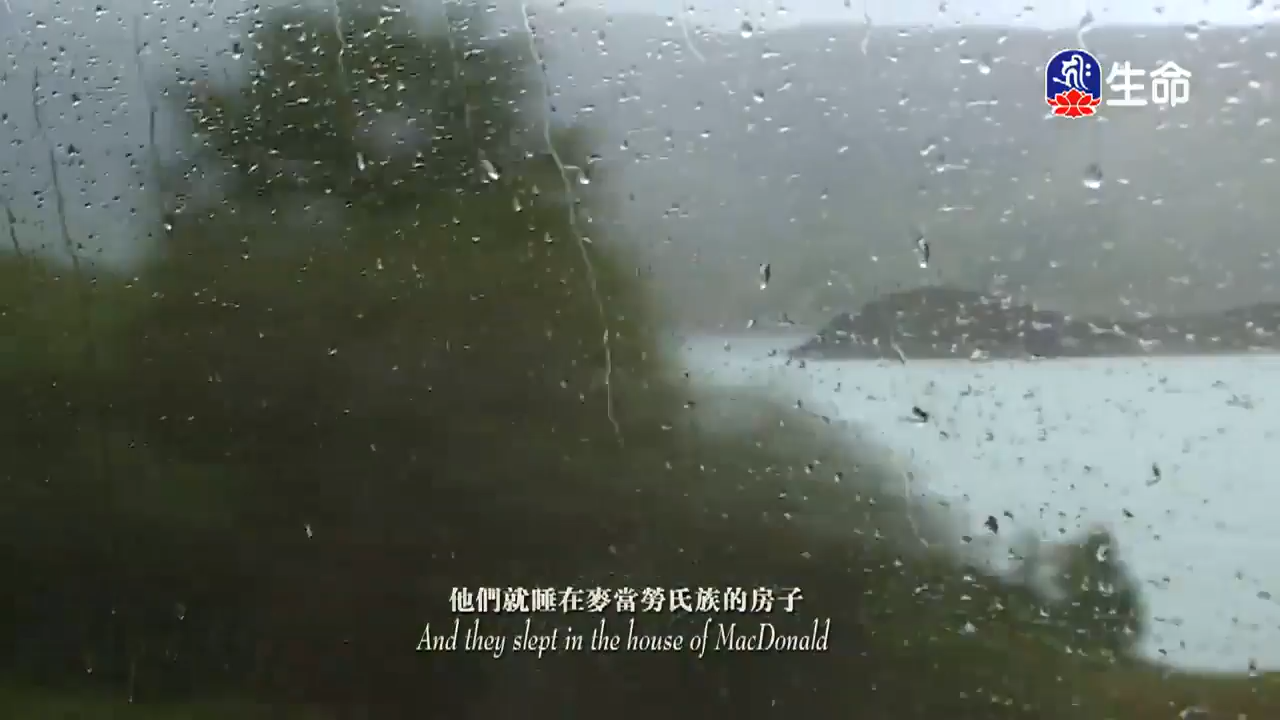 生命
他們就睡在麥當勞氏族的房子
And they slept in the house of MacDonald